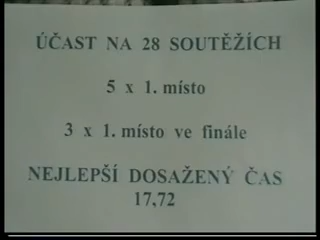 ÚČAST NA 28 SOUTĚŽÍCH
5 x 1. místo
3 x 1. místo ve finále
NEJLEPŠÍ DOSAŽENÝ ČAS
17,72